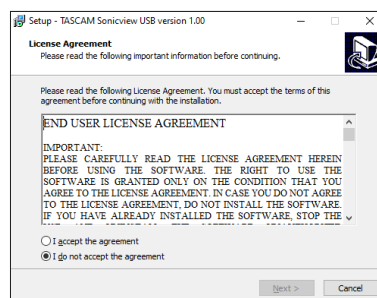 Setup - TASCAM Sonicview USB version 1.00
License Agreement
Please read the following important information before continuing.
Please read the following License Agreement. You must accept the terms of this
agreement before continuing with the installation.
END USER LICENSE AGREEMENT
IMPORTANT:
PLEASE CAREFULLY READ THE LICENSE AGREEMENT HEREIN
BEFORE USING THE SOFTWARE. THE RIGHT TO USE THE
SOFTWARE IS GRANTED ONLY ON THE CONDITION THAT YOU
AGREE TO THE LICENSE AGREEMENT. IN CASE YOU DO NOT AGREE
TO THE LICENSE AGREEMENT, DO NOT INSTALL THE SOFTWARE.
IF YOU HAVE ALREADY INSTALLED THE SOFTWARE, STOP THE
I accept the agreement
I do not accept the agreement
Next >
Cancel